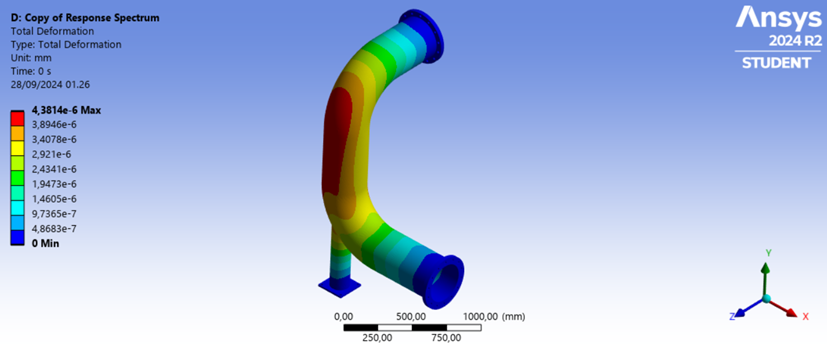 D: Copy of Response Spectrum
Total Deformation
Type: Total Deformation
Unit: mm
Time: 0 s
28/09/2024 01.26
4,3814e-6 Max
3,8946e-6
3,4078e-6
2,921e-6
2,4341e-6
1,9473e-6
1,4605e-6
9,7365e-7
4,8683e-7
0 Min
Ansys
2024 R2
STUDENT
0,00 500,00 1000,00 (mm)
250,00 750,00
Y
Z X